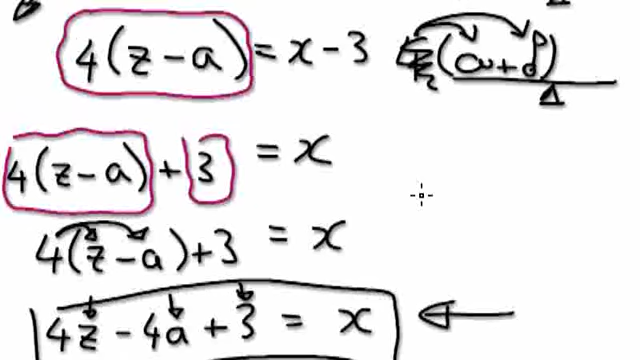 4(z-a) = x-3
4(z-a) + 3 = x
4(z-a)+3 = x
4z - 4a + 3 = x